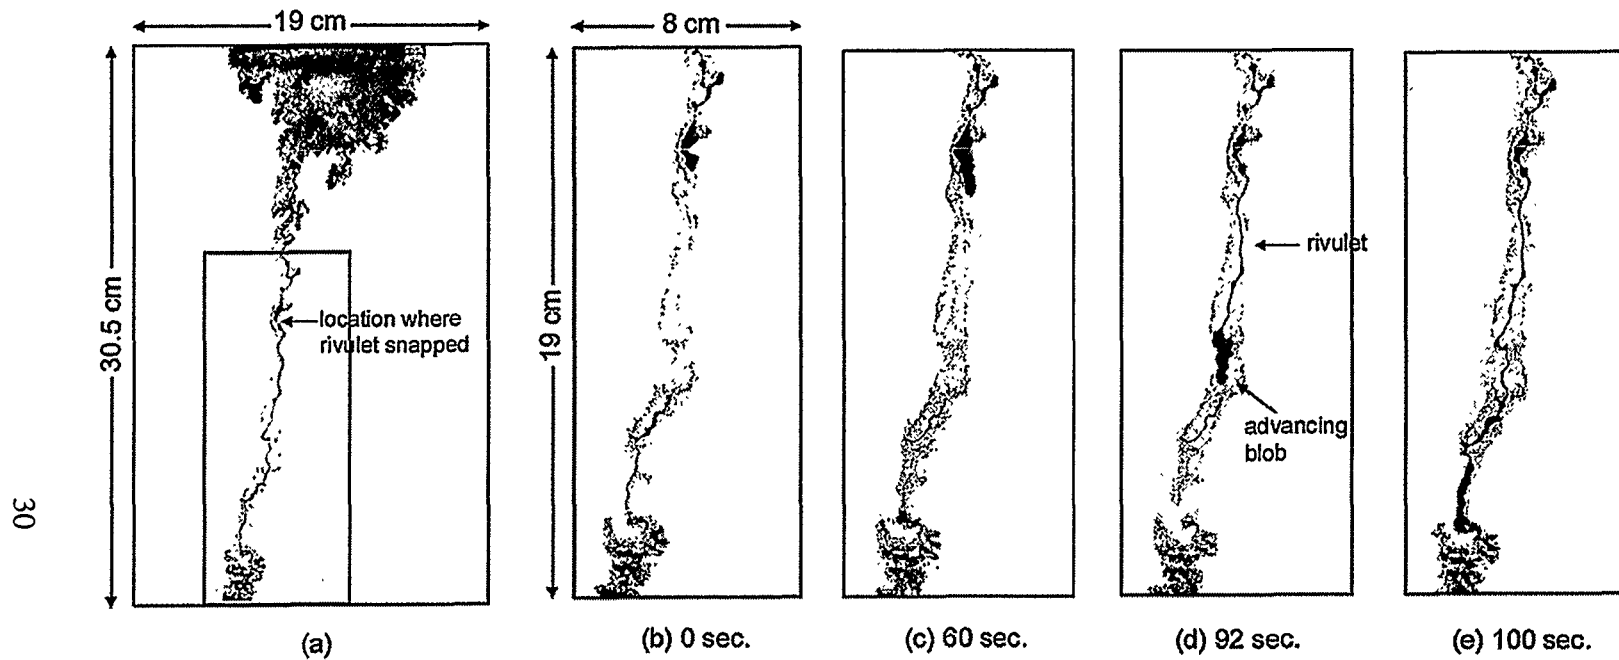 19 cm
8 cm
30.5 cm
19 cm
location where
rivulet snapped
rivulet
advancing
blob
30
(a)
(b) 0 sec.
(c) 60 sec.
(d) 92 sec.
(e) 100 sec.